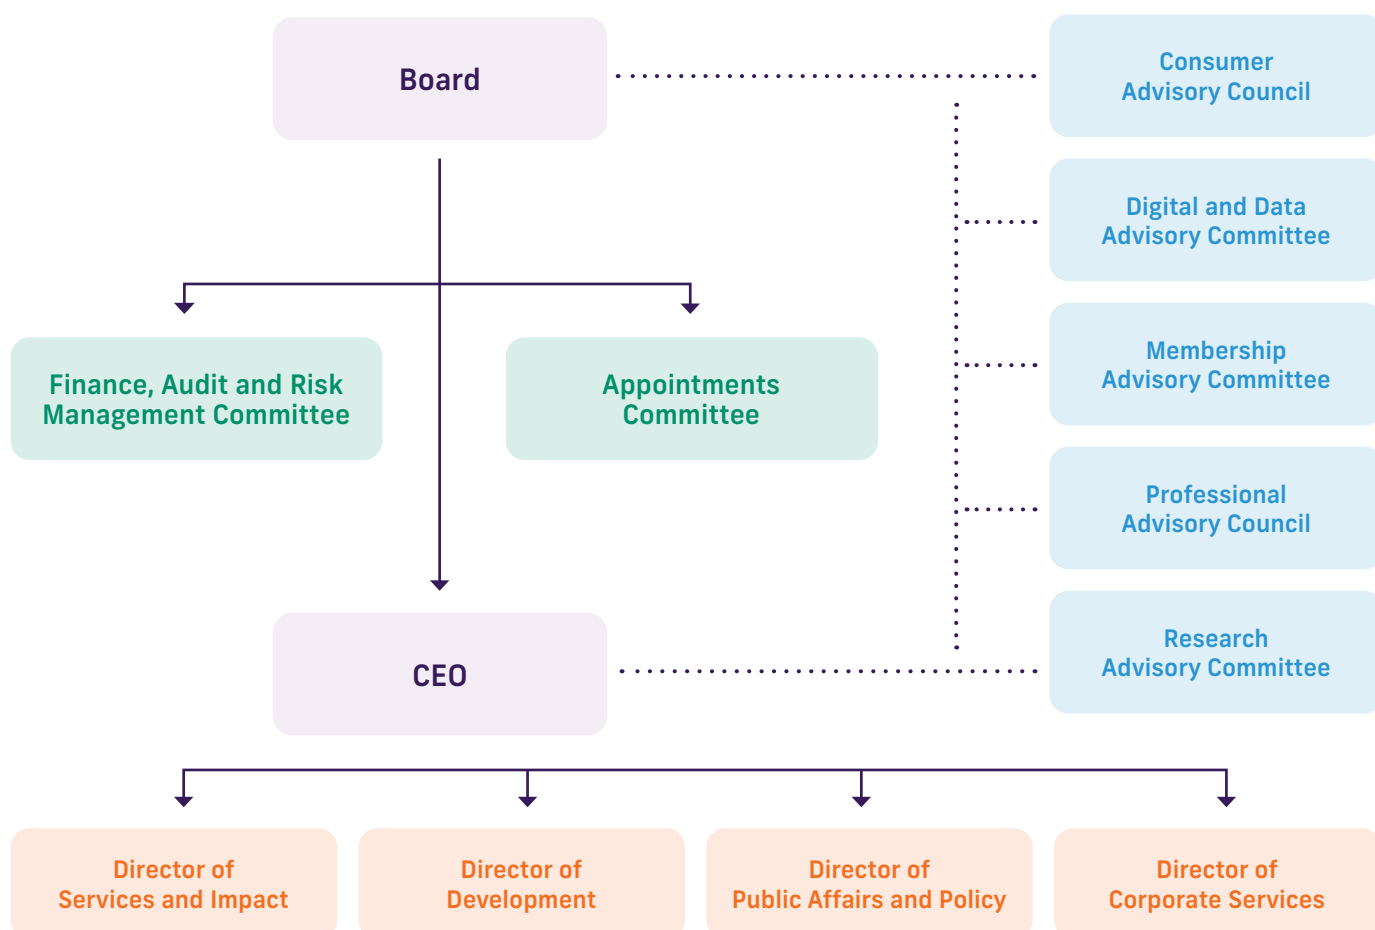 Board
Consumer
Advisory Council
Digital and Data
Advisory Committee
Membership
Advisory Committee
Finance, Audit and Risk
Management Committee
Appointments
Committee
Professional
Advisory Council
CEO
Research
Advisory Committee
Director of
Services and Impact
Director of
Development
Director of
Public Affairs and Policy
Director of
Corporate Services